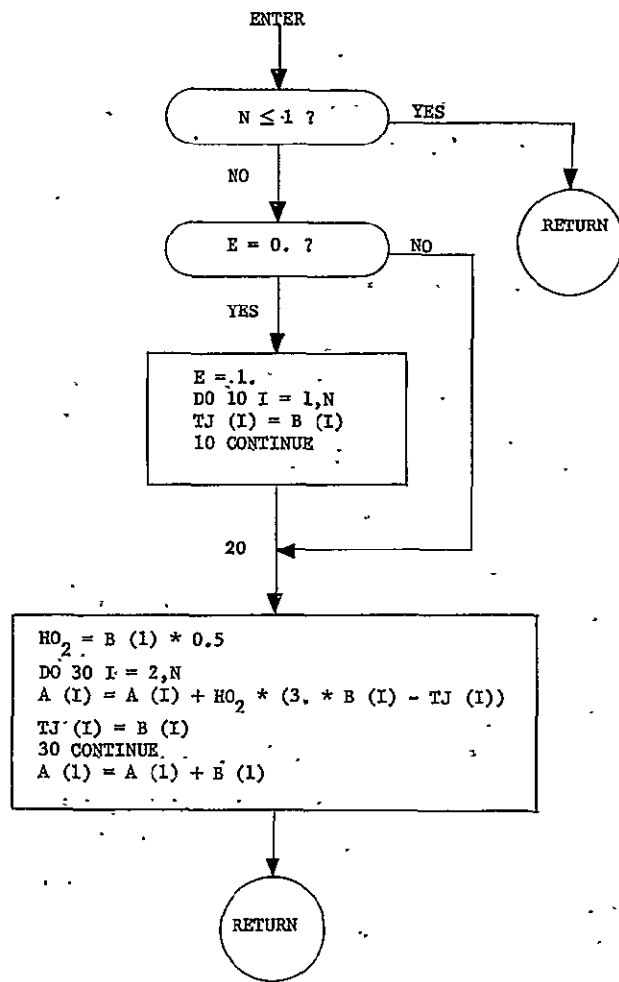 ENTER
N ≤ 1 ?
YES
NO
RETURN
E = 0. ?
NO
YES
E = 1.
DO 10 I = 1,N
TJ (I) = B (I)
10 CONTINUE
20
HO₂ = B (1) * 0.5
DO 30 I = 2,N
A (I) = A (I) + HO₂ * (3. * B (I) - TJ (I))
TJ (I) = B (I)
30 CONTINUE
A (1) = A (1) + B (1)
RETURN